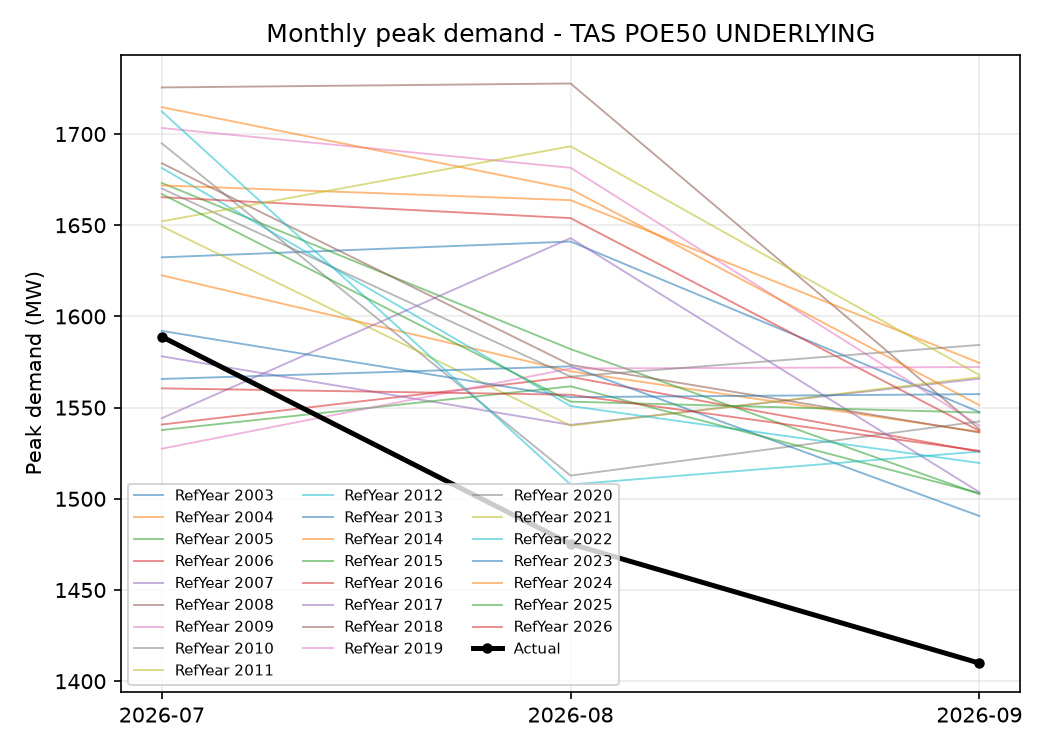 Monthly peak demand - TAS POE50 UNDERLYING
Peak demand (MW)
1700
1650
1600
1550
1500
1450
1400
RefYear 2003
RefYear 2004
RefYear 2005
RefYear 2006
RefYear 2007
RefYear 2008
RefYear 2009
RefYear 2010
RefYear 2011
RefYear 2012
RefYear 2013
RefYear 2014
RefYear 2015
RefYear 2016
RefYear 2017
RefYear 2018
RefYear 2019
RefYear 2020
RefYear 2021
RefYear 2022
RefYear 2023
RefYear 2024
RefYear 2025
RefYear 2026
Actual
2026-07
2026-08
2026-09